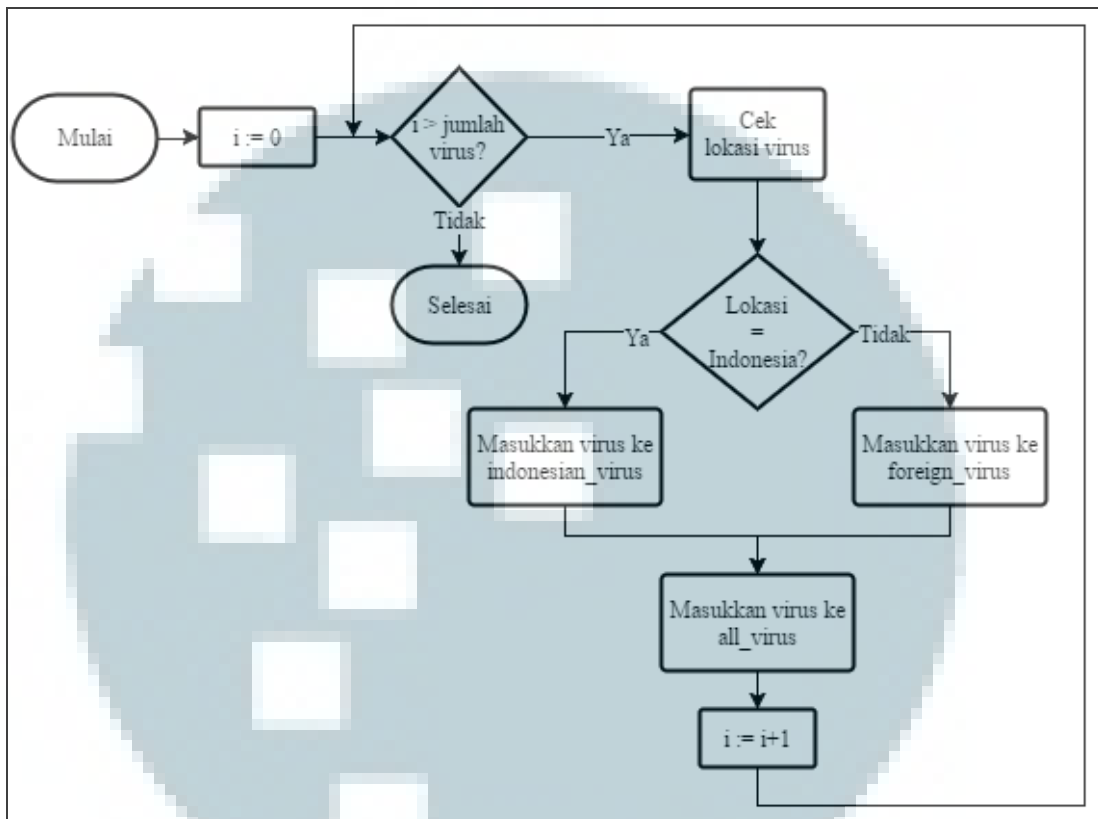 Mulai
i := 0
i > jumlah
virus?
Ya
Cek
lokasi virus
Tidak
Selesai
Lokasi
=
Indonesia?
Ya
Tidak
Masukkan virus ke
indonesian_virus
Masukkan virus ke
foreign_virus
Masukkan virus ke
all_virus
i := i+1